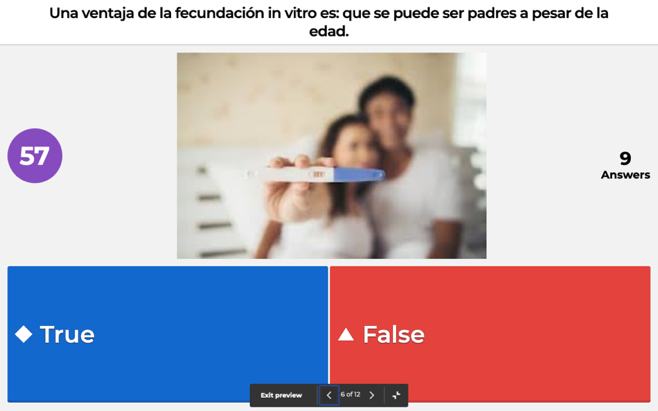 Una ventaja de la fecundación in vitro es: que se puede ser padres a pesar de la
edad.
57
9
Answers
True
False
Exit preview
6 of 12